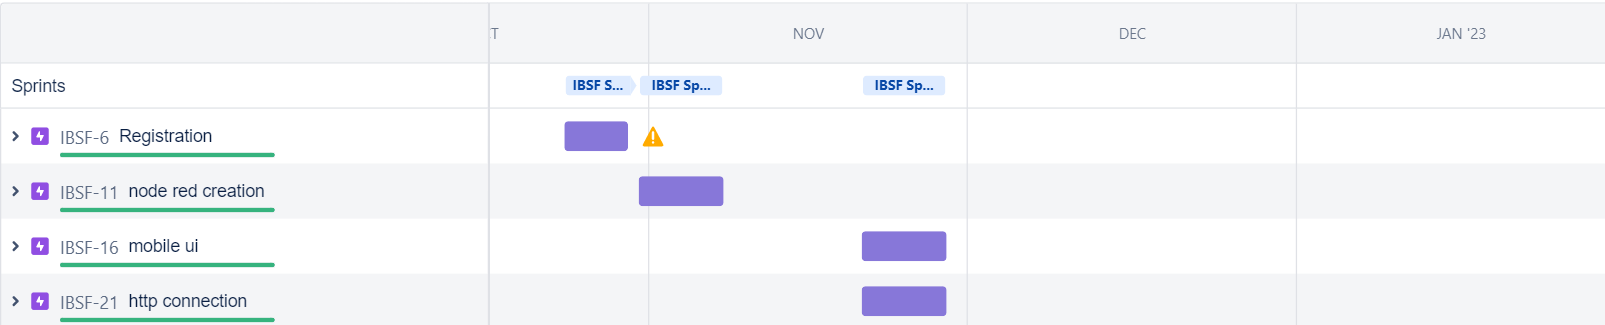 T NOV DEC JAN '23
Sprints IBSF S... IBSF Sp... IBSF Sp...
IBSF-6 Registration
IBSF-11 node red creation
IBSF-16 mobile ui
IBSF-21 http connection